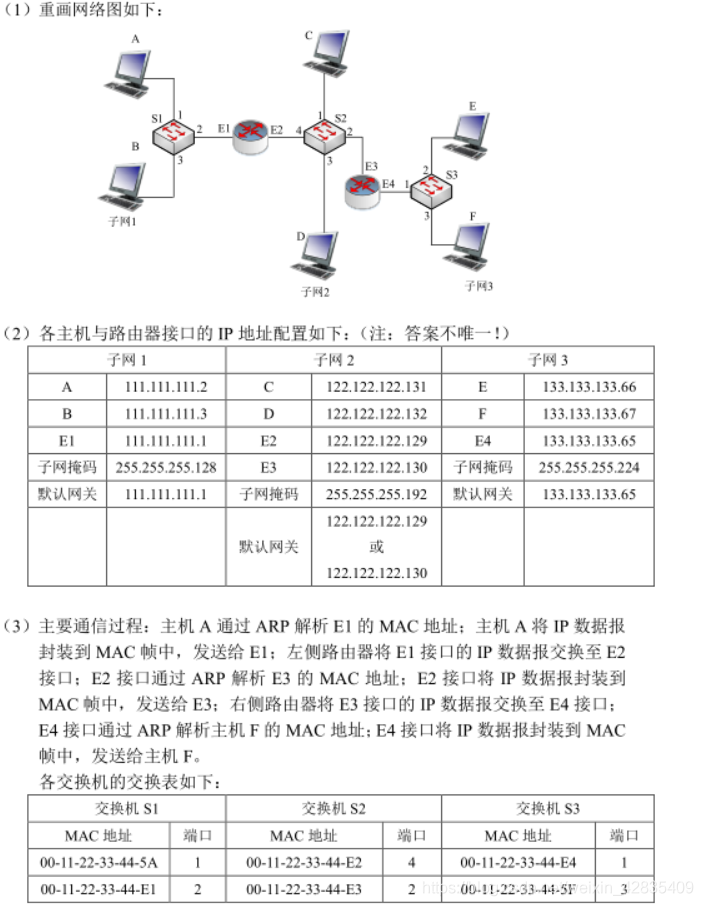 （1）重画网络图如下：
A
C
S1
1
2
3
E1
E2
4
1
S2
2
3
E
B
E3
E4
1
2
S3
3
F
子网1
D
子网2
子网3
（2）各主机与路由器接口的 IP 地址配置如下：（注：答案不唯一！）
子网 1 子网 2 子网 3
A 111.111.111.2 C 122.122.122.131 E 133.133.133.66
B 111.111.111.3 D 122.122.122.132 F 133.133.133.67
E1 111.111.111.1 E2 122.122.122.129 E4 133.133.133.65
子网掩码 255.255.255.128 E3 122.122.122.130 子网掩码 255.255.255.224
默认网关 111.111.111.1 子网掩码 255.255.255.192 默认网关 133.133.133.65
默认网关 122.122.122.129
或
122.122.122.130
（3）主要通信过程：主机 A 通过 ARP 解析 E1 的 MAC 地址；主机 A 将 IP 数据报
封装到 MAC 帧中，发送给 E1；左侧路由器将 E1 接口的 IP 数据报交换至 E2
接口；E2 接口通过 ARP 解析 E3 的 MAC 地址；E2 接口将 IP 数据报封装到
MAC 帧中，发送给 E3；右侧路由器将 E3 接口的 IP 数据报交换至 E4 接口；
E4 接口通过 ARP 解析主机 F 的 MAC 地址；E4 接口将 IP 数据报封装到 MAC
帧中，发送给主机 F。
各交换机的交换表如下：
交换机 S1 交换机 S2 交换机 S3
MAC 地址 端口 MAC 地址 端口 MAC 地址 端口
00-11-22-33-44-5A 1 00-11-22-33-44-E2 4 00-11-22-33-44-E4 1
00-11-22-33-44-E1 2 00-11-22-33-44-E3 2 00-11-22-33-44-5F 3